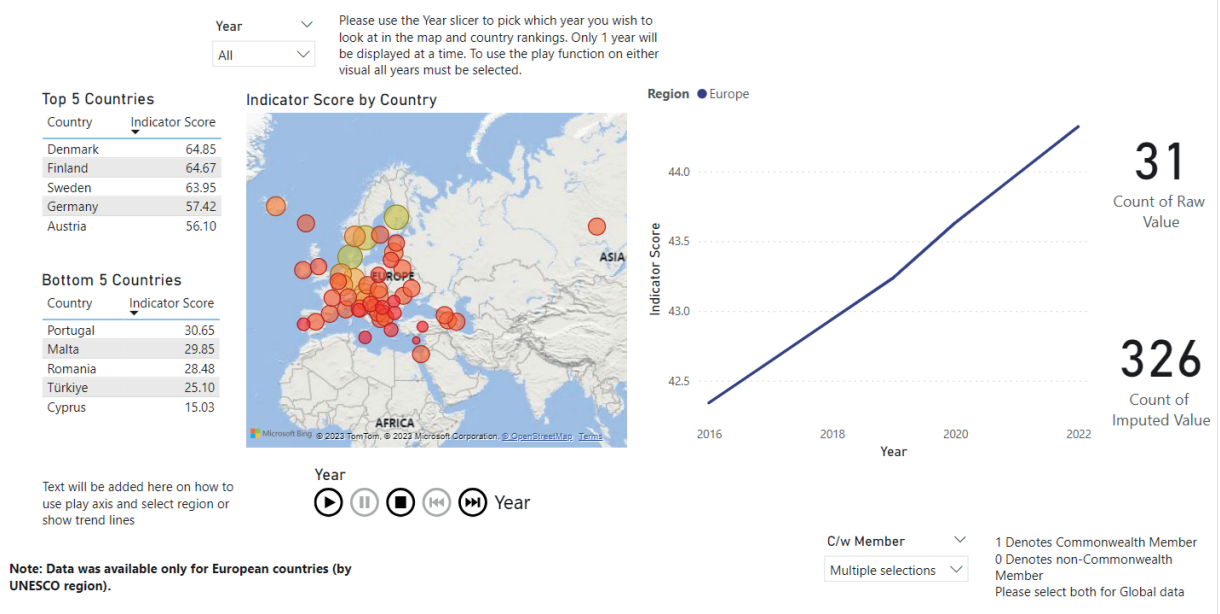 Year
All
Please use the Year slicer to pick which year you wish to
look at in the map and country rankings. Only 1 year will
be displayed at a time. To use the play function on either
visual all years must be selected.
Top 5 Countries
Country Indicator Score
Denmark 64.85
Finland 64.67
Sweden 63.95
Germany 57.42
Austria 56.10
Bottom 5 Countries
Country Indicator Score
Portugal 30.65
Malta 29.85
Romania 28.48
Türkiye 25.10
Cyprus 15.03
Indicator Score by Country
EUROPE
ASIA
AFRICA
Microsoft Bing © 2023 TomTom, © 2023 Microsoft Corporation, © OpenStreetMap Terms
Region Europe
Indicator Score
44.0
43.5
43.0
42.5
2016 2018 2020 2022
Year
31
Count of Raw
Value
326
Count of
Imputed Value
Text will be added here on how to
use play axis and select region or
show trend lines
Year
Year
Note: Data was available only for European countries (by
UNESCO region).
C/w Member
Multiple selections
1 Denotes Commonwealth Member
0 Denotes non-Commonwealth
Member
Please select both for Global data